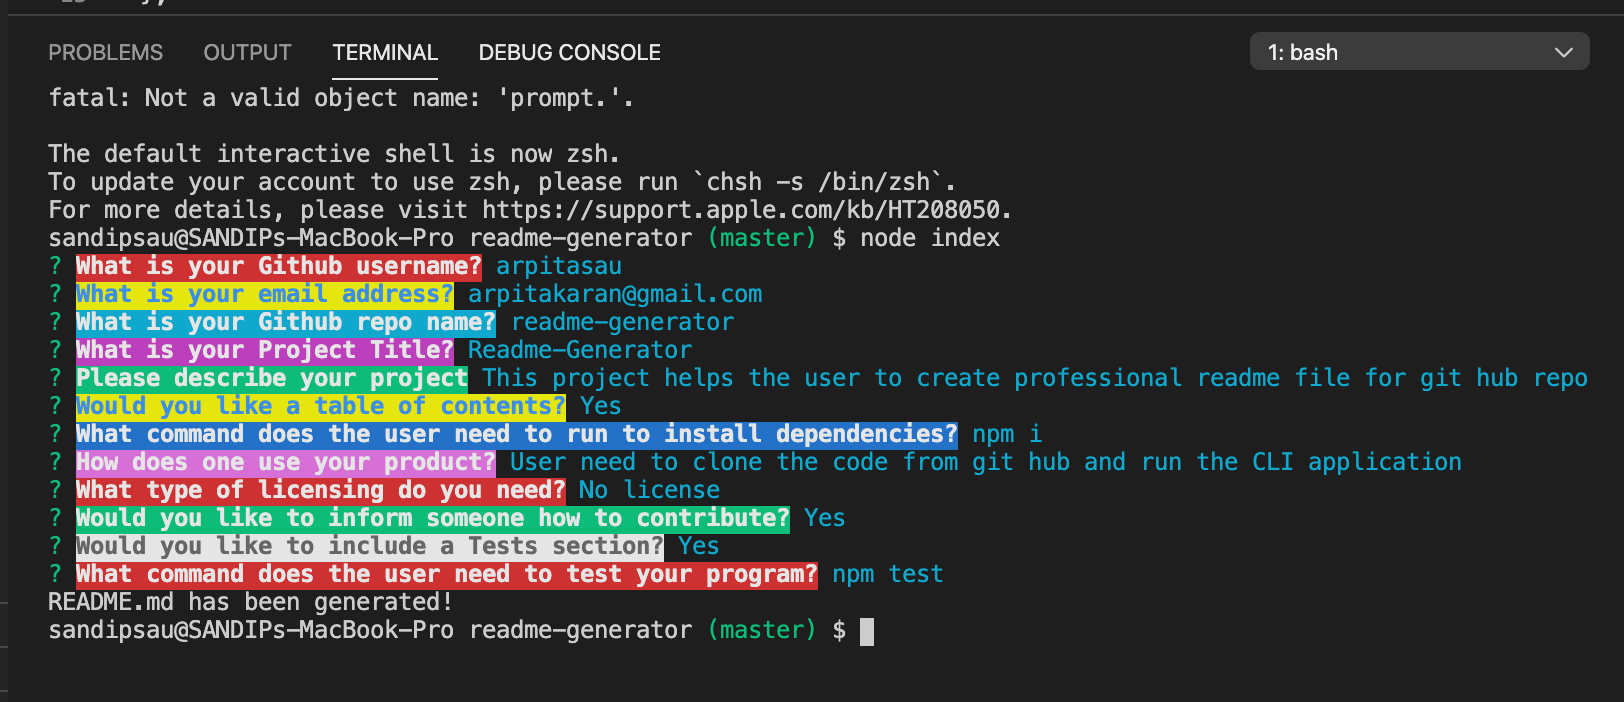 PROBLEMS OUTPUT TERMINAL DEBUG CONSOLE 1: bash
fatal: Not a valid object name: 'prompt.'.
The default interactive shell is now zsh.
To update your account to use zsh, please run `chsh -s /bin/zsh`.
For more details, please visit https://support.apple.com/kb/HT208050.
sandipsau@SANDIPs-MacBook-Pro readme-generator (master) $ node index
? What is your Github username? arpitasau
? What is your email address? arpitakaran@gmail.com
? What is your Github repo name? readme-generator
? What is your Project Title? Readme-Generator
? Please describe your project This project helps the user to create professional readme file for git hub repo
? Would you like a table of contents? Yes
? What command does the user need to run to install dependencies? npm i
? How does one use your product? User need to clone the code from git hub and run the CLI application
? What type of licensing do you need? No license
? Would you like to inform someone how to contribute? Yes
? Would you like to include a Tests section? Yes
? What command does the user need to test your program? npm test
README.md has been generated!
sandipsau@SANDIPs-MacBook-Pro readme-generator (master) $